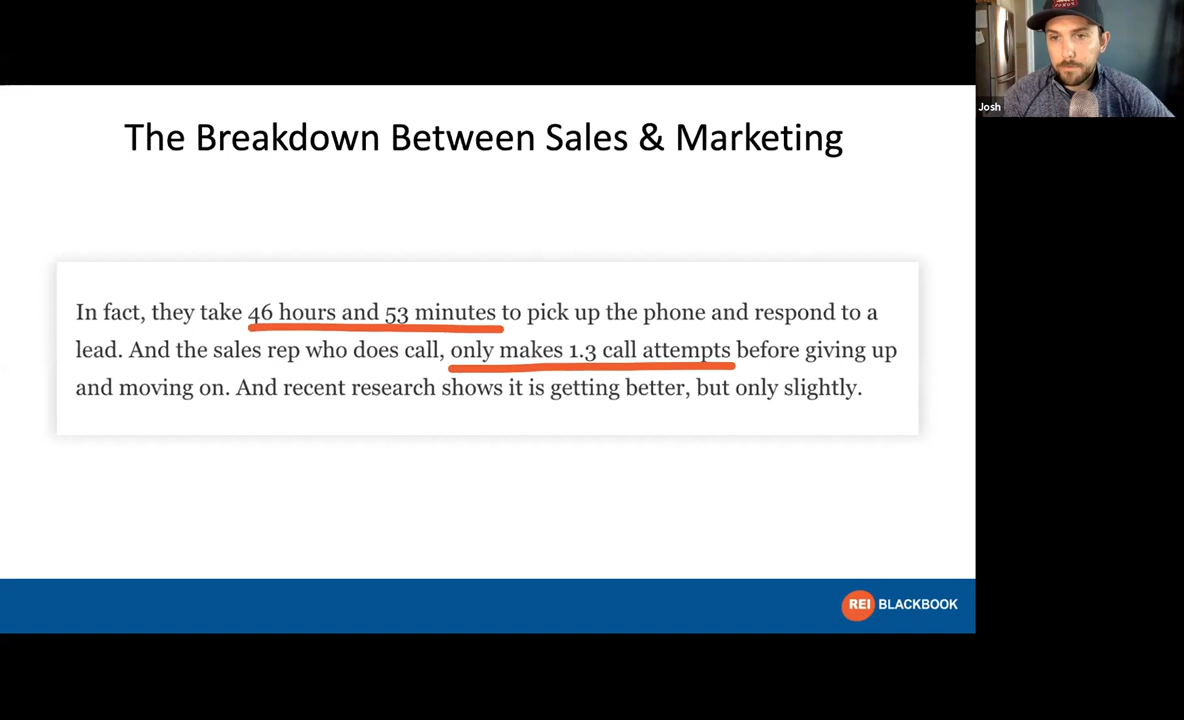 The Breakdown Between Sales & Marketing
In fact, they take 46 hours and 53 minutes to pick up the phone and respond to a
lead. And the sales rep who does call, only makes 1.3 call attempts before giving up
and moving on. And recent research shows it is getting better, but only slightly.
REI BLACKBOOK
Josh